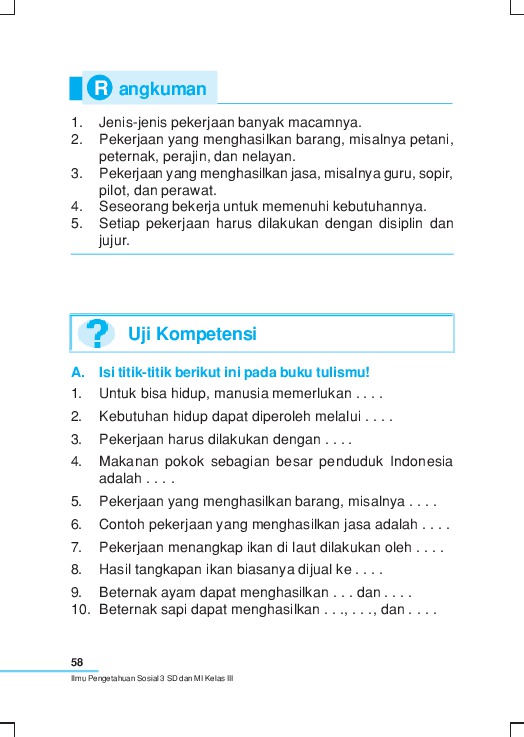 Rangkuman
1. Jenis-jenis pekerjaan banyak macamnya.
2. Pekerjaan yang menghasilkan barang, misalnya petani,
peternak, perajin, dan nelayan.
3. Pekerjaan yang menghasilkan jasa, misalnya guru, sopir,
pilot, dan perawat.
4. Seseorang bekerja untuk memenuhi kebutuhannya.
5. Setiap pekerjaan harus dilakukan dengan disiplin dan
jujur.
? Uji Kompetensi
A. Isi titik-titik berikut ini pada buku tulismu!
1. Untuk bisa hidup, manusia memerlukan . . . .
2. Kebutuhan hidup dapat diperoleh melalui . . . .
3. Pekerjaan harus dilakukan dengan . . . .
4. Makanan pokok sebagian besar penduduk Indonesia
adalah . . . .
5. Pekerjaan yang menghasilkan barang, misalnya . . . .
6. Contoh pekerjaan yang menghasilkan jasa adalah . . . .
7. Pekerjaan menangkap ikan di laut dilakukan oleh . . . .
8. Hasil tangkapan ikan biasanya dijual ke . . . .
9. Beternak ayam dapat menghasilkan . . . dan . . . .
10. Beternak sapi dapat menghasilkan . . ., . . ., dan . . . .
58
Ilmu Pengetahuan Sosial 3 SD dan MI Kelas III